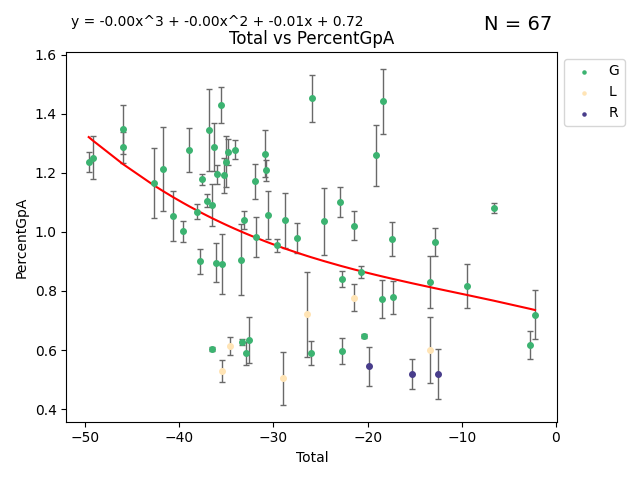 y = -0.00x^3 + -0.00x^2 + -0.01x + 0.72
N = 67
Total vs PercentGpA
1.6
1.4
1.2
1.0
0.8
0.6
0.4
PercentGpA
−50
−40
−30
−20
−10
0
Total
G
L
R